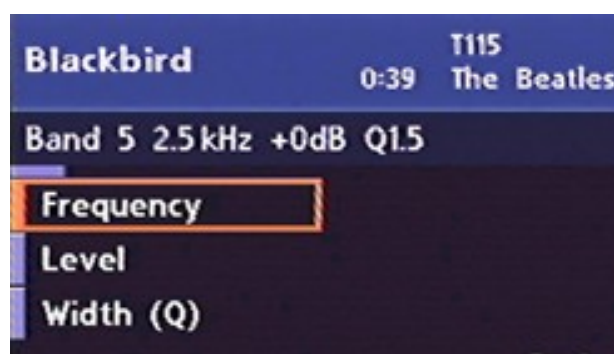 Blackbird
T115
0:39 The Beatles
Band 5 2.5 kHz +0dB Q1.5
Frequency
Level
Width (Q)